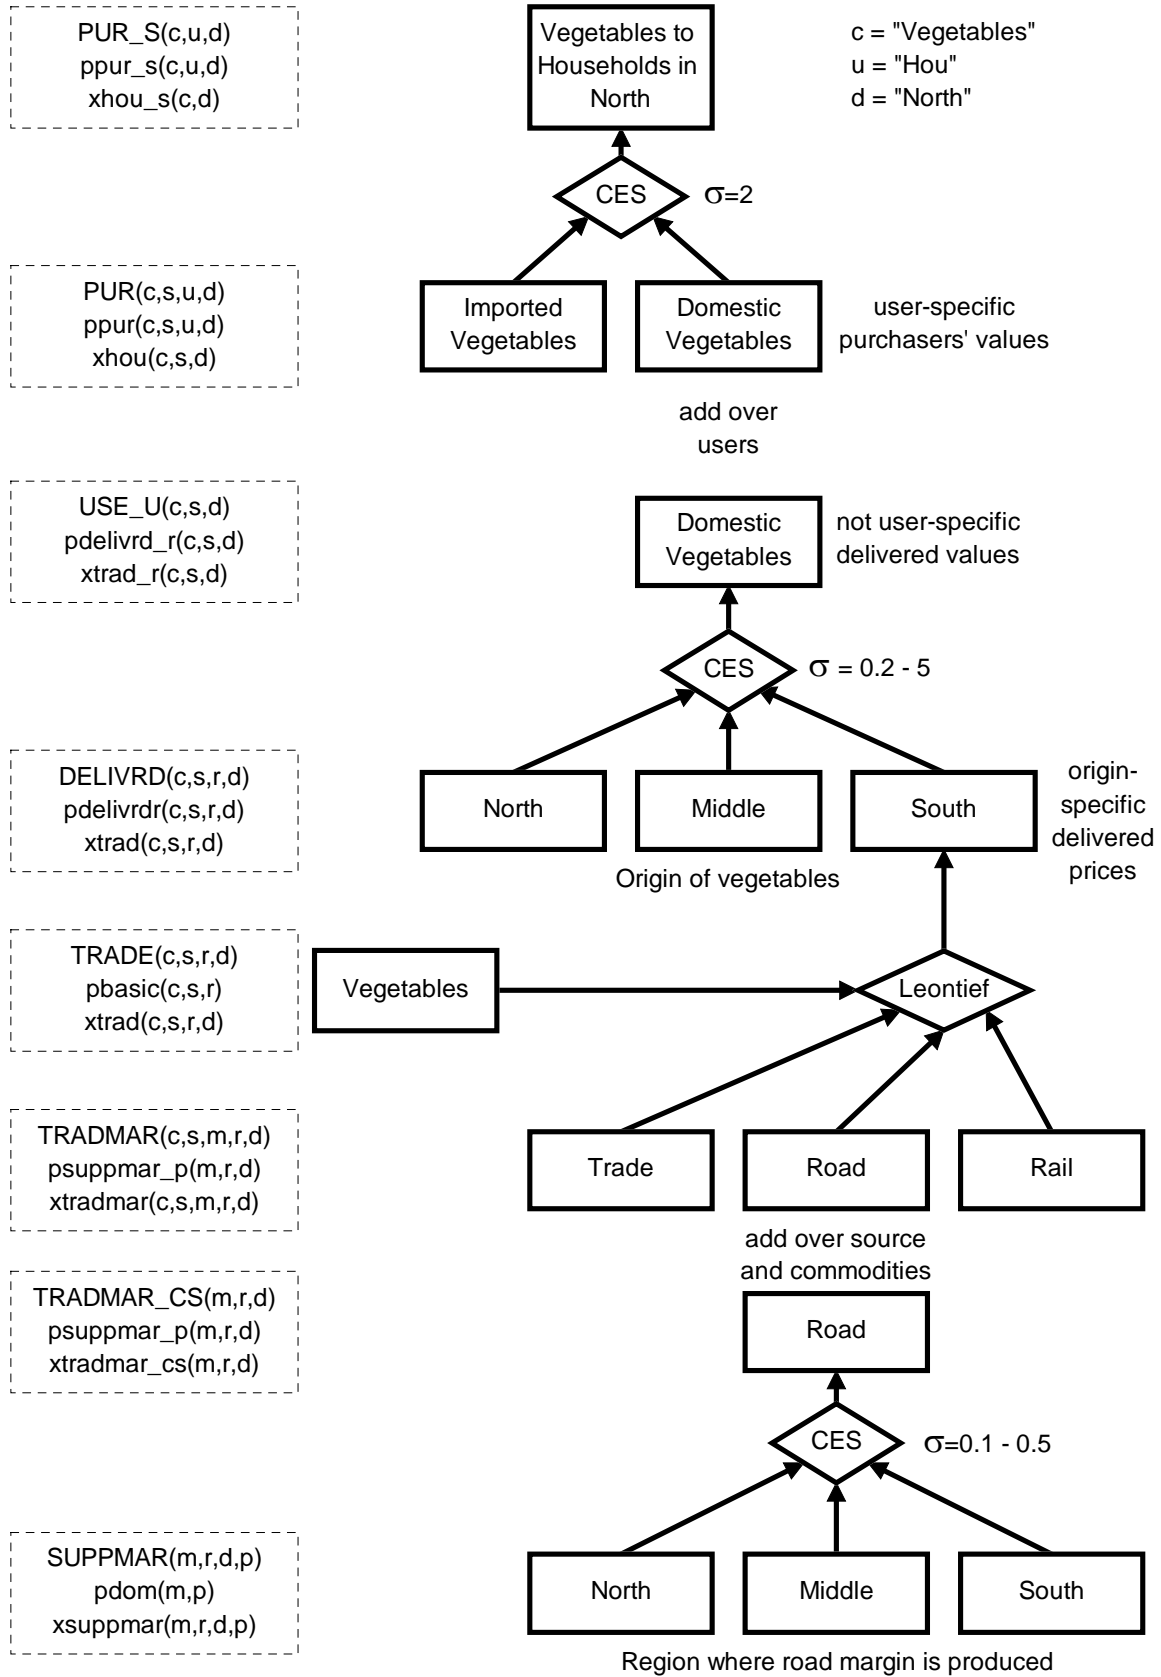 PUR_S(c,u,d)
ppur_s(c,u,d)
xhou_s(c,d)
Vegetables to
Households in
North
c = "Vegetables"
u = "Hou"
d = "North"
CES
σ=2
PUR(c,s,u,d)
ppur(c,s,u,d)
xhou(c,s,d)
Imported
Vegetables
Domestic
Vegetables
user-specific
purchasers' values
add over
users
USE_U(c,s,d)
pdelivrd_r(c,s,d)
xtrad_r(c,s,d)
Domestic
Vegetables
not user-specific
delivered values
CES
σ = 0.2 - 5
DELIVRD(c,s,r,d)
pdelivrdr(c,s,r,d)
xtrad(c,s,r,d)
North
Middle
South
origin-
specific
delivered
prices
Origin of vegetables
TRADE(c,s,r,d)
pbasic(c,s,r)
xtrad(c,s,r,d)
Vegetables
Leontief
TRADMAR(c,s,m,r,d)
psuppmar_p(m,r,d)
xtradmar(c,s,m,r,d)
Trade
Road
Rail
add over source
and commodities
TRADMAR_CS(m,r,d)
psuppmar_p(m,r,d)
xtradmar_cs(m,r,d)
Road
CES
σ=0.1 - 0.5
SUPPMAR(m,r,d,p)
pdom(m,p)
xsuppmar(m,r,d,p)
North
Middle
South
Region where road margin is produced